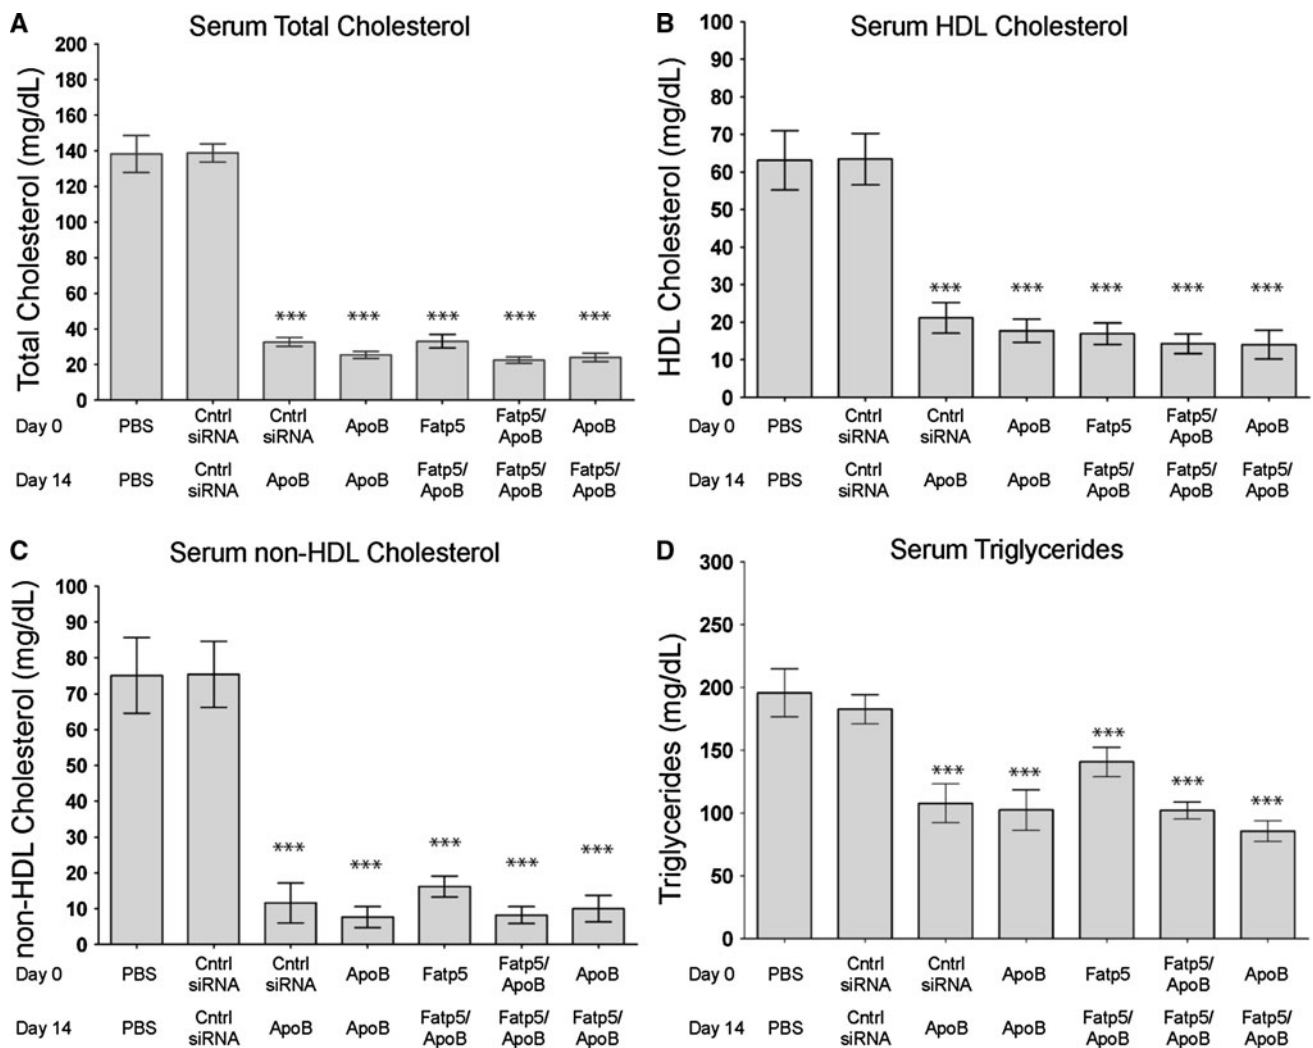 A Serum Total Cholesterol
Total Cholesterol (mg/dL)
200
180
160
140
120
100
80
60
40
20
0
*** *** *** *** ***
Day 0 PBS Cntrl siRNA Cntrl siRNA ApoB Fatp5 Fatp5/ApoB ApoB
Day 14 PBS Cntrl siRNA ApoB ApoB Fatp5/ApoB Fatp5/ApoB Fatp5/ApoB
B Serum HDL Cholesterol
HDL Cholesterol (mg/dL)
100
90
80
70
60
50
40
30
20
10
0
*** *** *** *** ***
Day 0 PBS Cntrl siRNA Cntrl siRNA ApoB Fatp5 Fatp5/ApoB ApoB
Day 14 PBS Cntrl siRNA ApoB ApoB Fatp5/ApoB Fatp5/ApoB Fatp5/ApoB
C Serum non-HDL Cholesterol
non-HDL Cholesterol (mg/dL)
100
90
80
70
60
50
40
30
20
10
0
*** *** *** *** ***
Day 0 PBS Cntrl siRNA Cntrl siRNA ApoB Fatp5 Fatp5/ApoB ApoB
Day 14 PBS Cntrl siRNA ApoB ApoB Fatp5/ApoB Fatp5/ApoB Fatp5/ApoB
D Serum Triglycerides
Triglycerides (mg/dL)
300
250
200
150
100
50
0
*** *** *** *** ***
Day 0 PBS Cntrl siRNA Cntrl siRNA ApoB Fatp5 Fatp5/ApoB ApoB
Day 14 PBS Cntrl siRNA ApoB ApoB Fatp5/ApoB Fatp5/ApoB Fatp5/ApoB